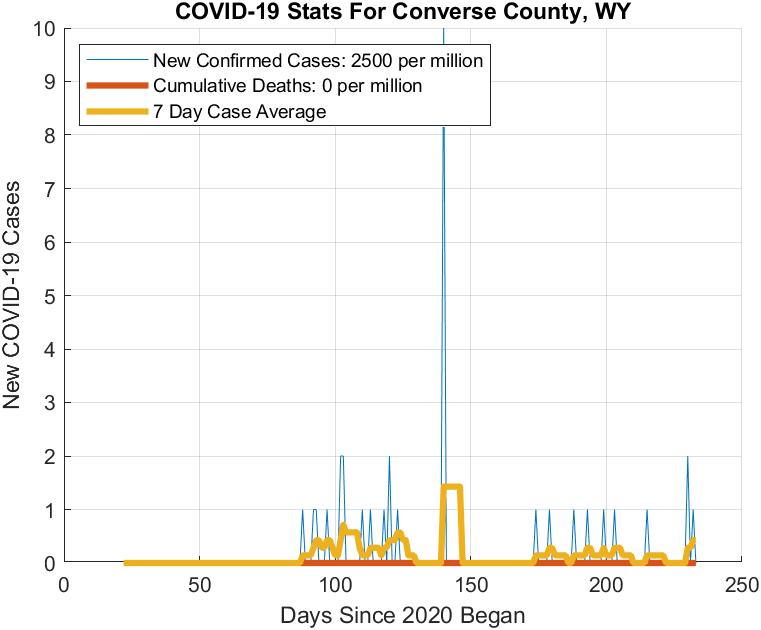 COVID-19 Stats For Converse County, WY
New Confirmed Cases: 2500 per million
Cumulative Deaths: 0 per million
7 Day Case Average
New COVID-19 Cases
10
9
8
7
6
5
4
3
2
1
0
0 50 100 150 200 250
Days Since 2020 Began